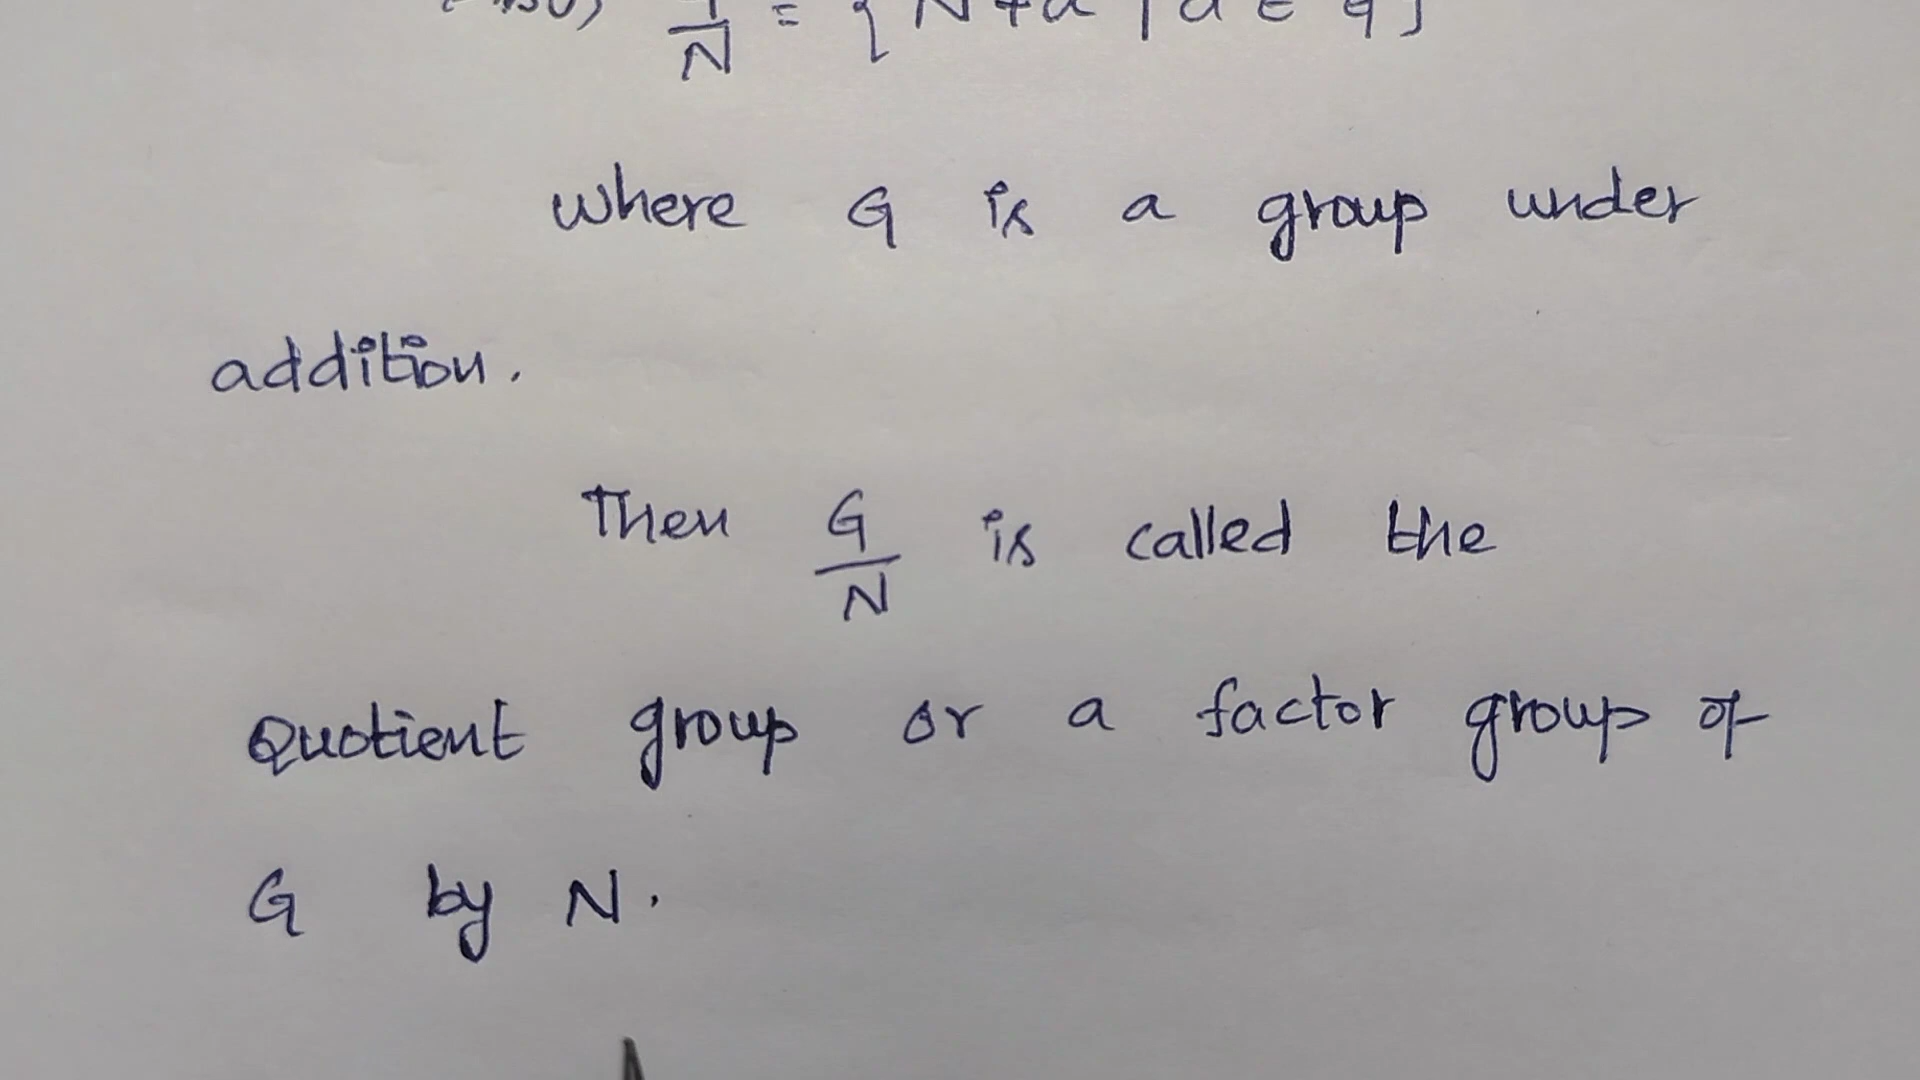 G/N = { N + a | a ∈ G }
where G is a group under
addition.
Then G/N is called the
Quotient group or a factor group of
G by N.